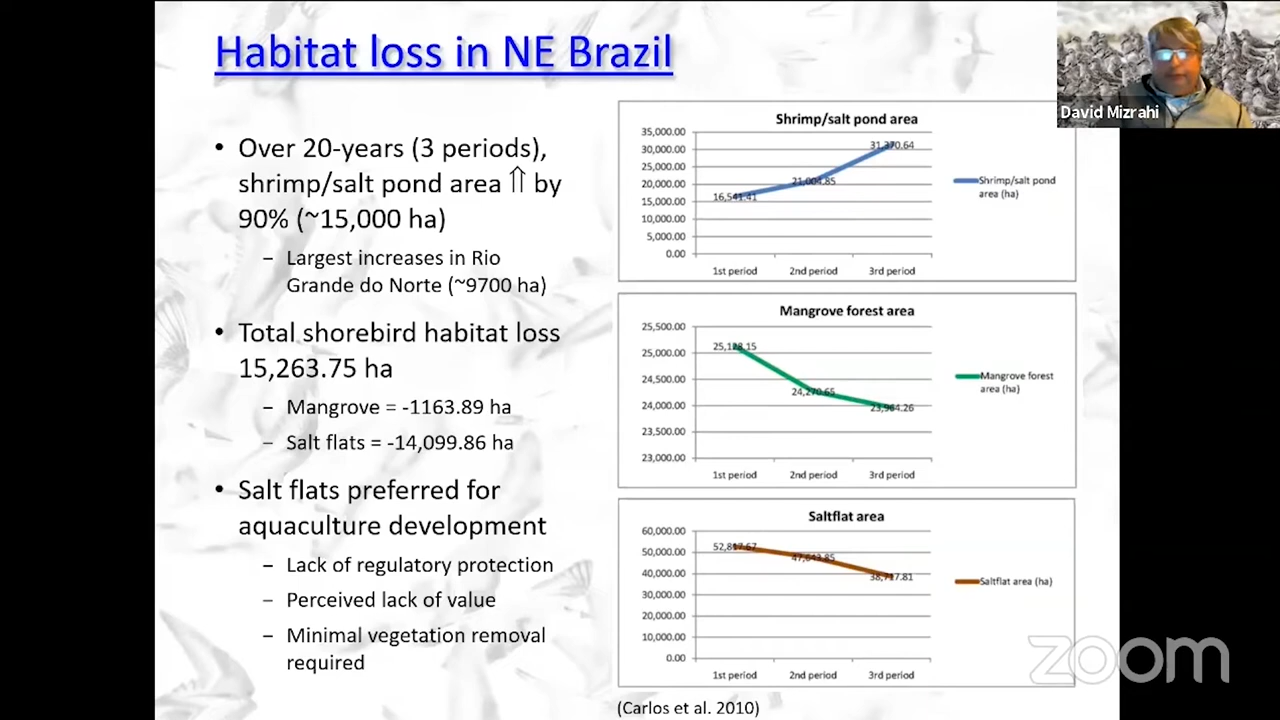 Habitat loss in NE Brazil
David Mizrahi
• Over 20-years (3 periods),
shrimp/salt pond area ⇑ by
90% (~15,000 ha)
– Largest increases in Rio
Grande do Norte (~9700 ha)
• Total shorebird habitat loss
15,263.75 ha
– Mangrove = -1163.89 ha
– Salt flats = -14,099.86 ha
• Salt flats preferred for
aquaculture development
– Lack of regulatory protection
– Perceived lack of value
– Minimal vegetation removal
required
Shrimp/salt pond area
35,000.00
30,000.00
25,000.00
20,000.00
15,000.00
10,000.00
5,000.00
0.00
16,541.41
21,004.85
31,370.64
1st period 2nd period 3rd period
Shrimp/salt pond
area (ha)
Mangrove forest area
25,500.00
25,000.00
24,500.00
24,000.00
23,500.00
23,000.00
25,128.15
24,270.65
23,964.26
1st period 2nd period 3rd period
Mangrove forest
area (ha)
Saltflat area
60,000.00
50,000.00
40,000.00
30,000.00
20,000.00
10,000.00
0.00
52,817.67
47,643.85
38,717.81
1st period 2nd period 3rd period
Saltflat area (ha)
(Carlos et al. 2010)
zoom